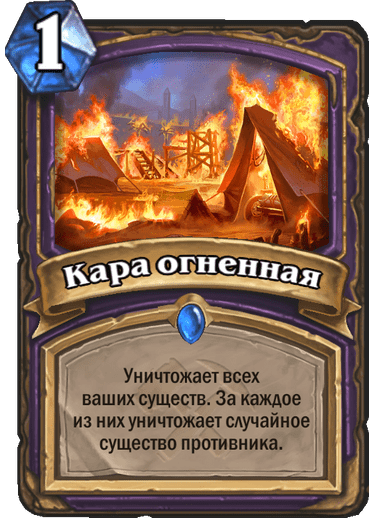 1
Кара огненная
Уничтожает всех
ваших существ. За каждое
из них уничтожает случайное
существо противника.